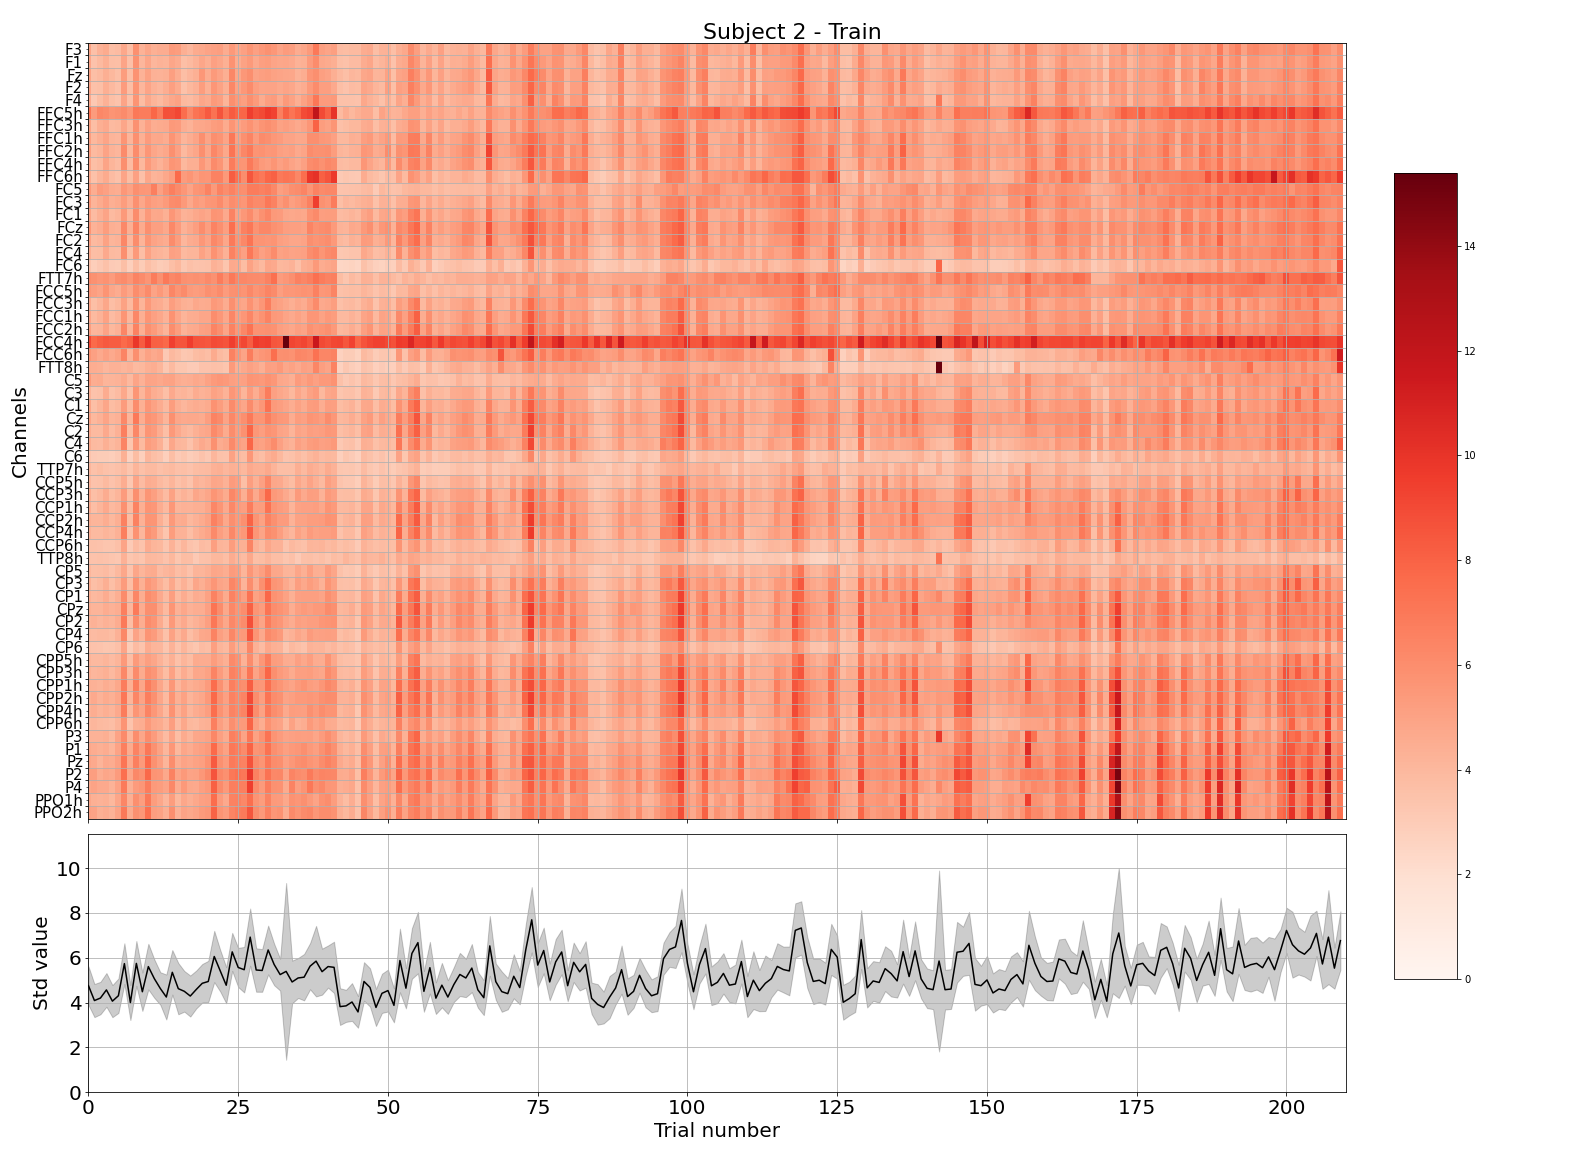 Subject 2 - Train
F3
F1
Fz
F2
F4
FFC5h
FFC3h
FFC1h
FFC2h
FFC4h
FFC6h
FC5
FC3
FC1
FCz
FC2
FC4
FC6
FTT7h
FCC5h
FCC3h
FCC1h
FCC2h
FCC4h
FCC6h
FTT8h
C5
C3
C1
Cz
C2
C4
C6
TTP7h
CCP5h
CCP3h
CCP1h
CCP2h
CCP4h
CCP6h
TTP8h
CP5
CP3
CP1
CPz
CP2
CP4
CP6
CPP5h
CPP3h
CPP1h
CPP2h
CPP4h
CPP6h
P3
P1
Pz
P2
P4
PPO1h
PPO2h
Channels
14
12
10
8
6
4
2
0
10
8
6
4
2
0
Std value
0 25 50 75 100 125 150 175 200
Trial number